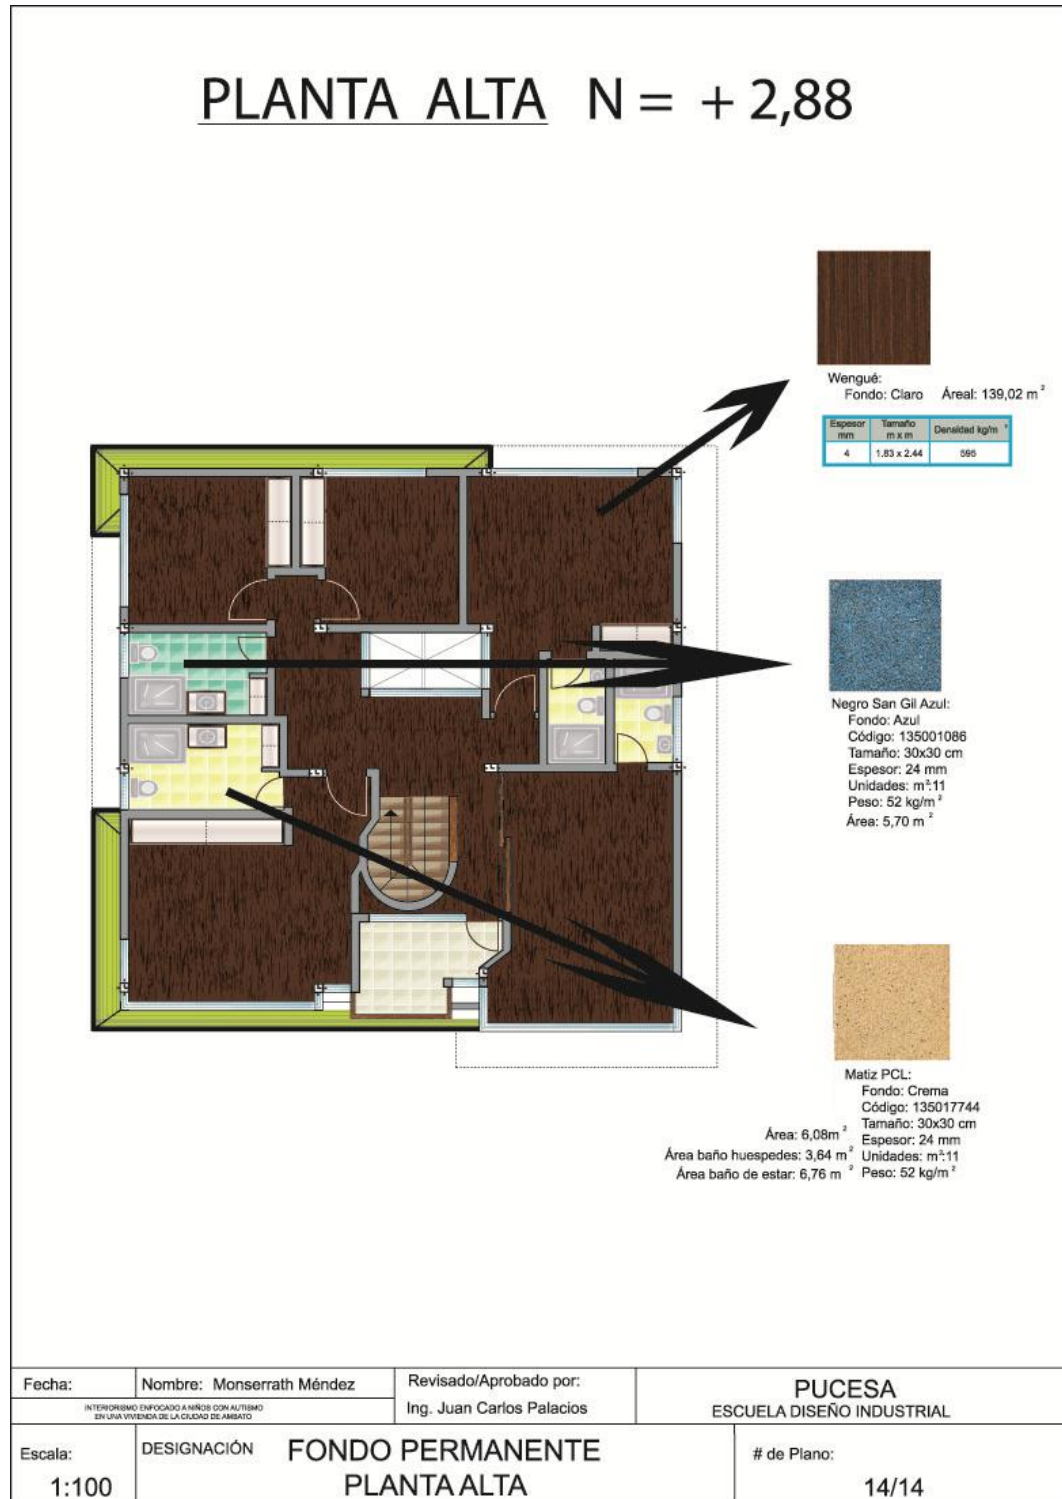 PLANTA ALTA N = + 2,88
Wengué:
Fondo: Claro Áreal: 139,02 m²
Espesor mm Tamaño m x m Densidad kg/m ³
4 1.83 x 2.44 595
Negro San Gil Azul:
Fondo: Azul
Código: 135001086
Tamaño: 30x30 cm
Espesor: 24 mm
Unidades: m²:11
Peso: 52 kg/m²
Área: 5,70 m²
Matiz PCL:
Fondo: Crema
Código: 135017744
Tamaño: 30x30 cm
Espesor: 24 mm
Unidades: m²:11
Peso: 52 kg/m²
Área: 6,08m²
Área baño huespedes: 3,64 m²
Área baño de estar: 6,76 m²
Fecha:
Nombre: Monserrath Méndez
INTERIORISMO ENFOCADO A NIÑOS CON AUTISMO
EN UNA VIVIENDA DE LA CIUDAD DE AMBATO
Revisado/Aprobado por:
Ing. Juan Carlos Palacios
PUCESA
ESCUELA DISEÑO INDUSTRIAL
Escala:
1:100
DESIGNACIÓN FONDO PERMANENTE
PLANTA ALTA
# de Plano:
14/14